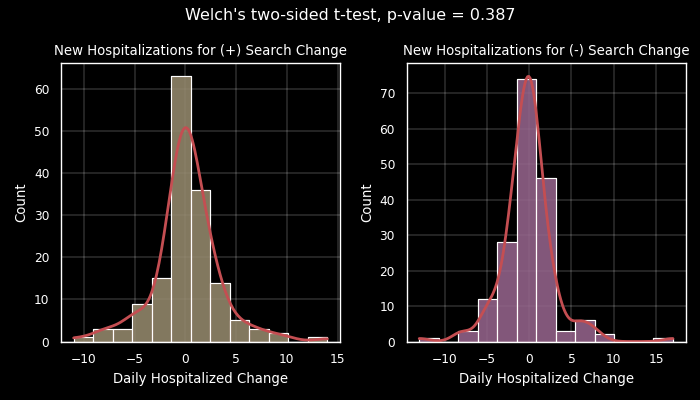 Welch's two-sided t-test, p-value = 0.387
New Hospitalizations for (+) Search Change
60
50
40
30
20
10
0
Count
−10 −5 0 5 10 15
Daily Hospitalized Change
New Hospitalizations for (-) Search Change
70
60
50
40
30
20
10
0
Count
−10 −5 0 5 10 15
Daily Hospitalized Change